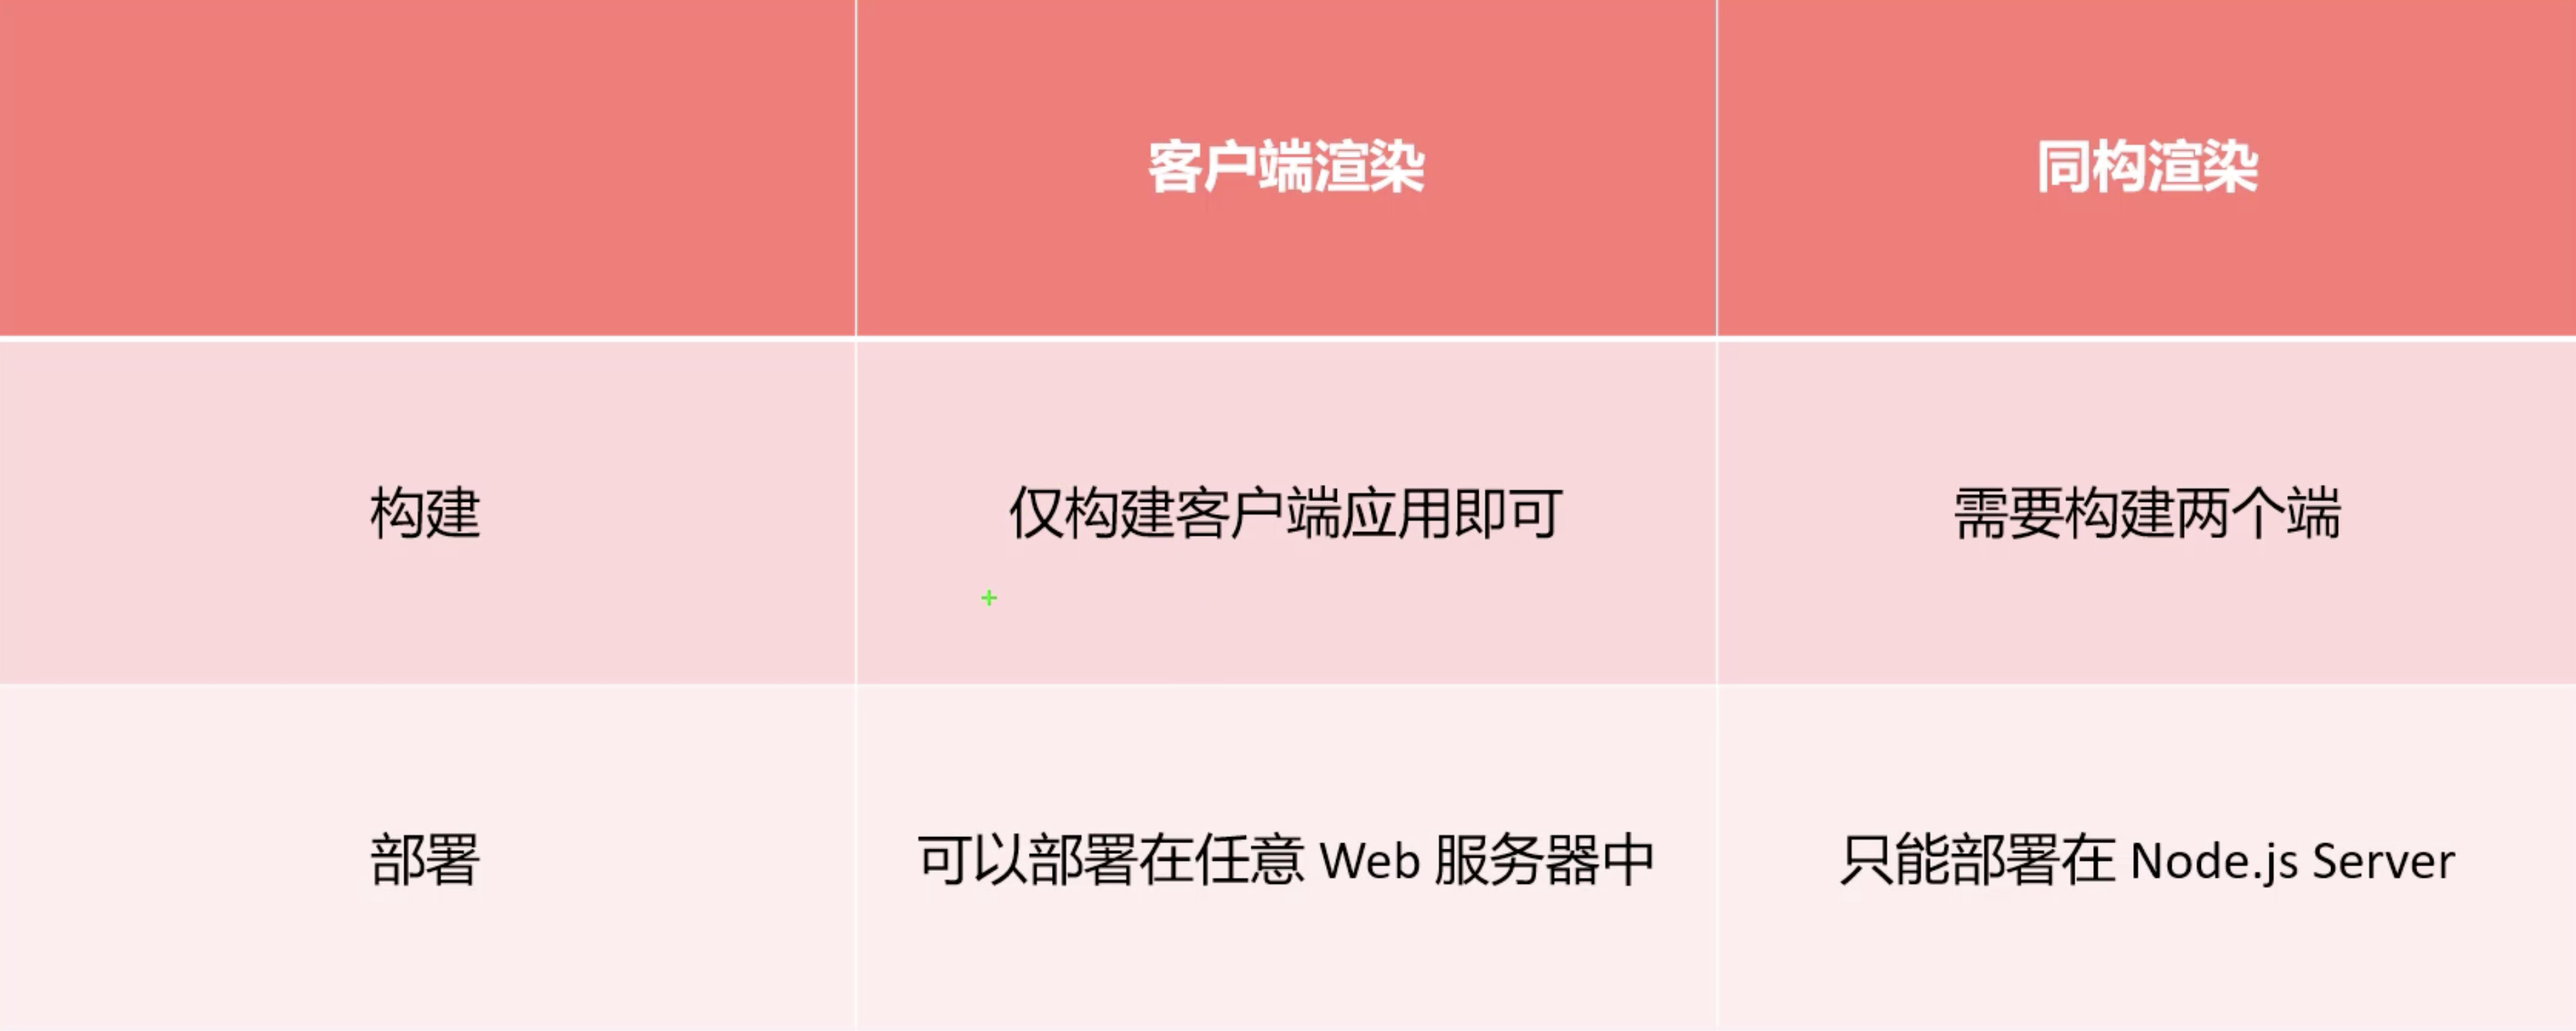 客户端渲染
同构渲染
构建
仅构建客户端应用即可
需要构建两个端
部署
可以部署在任意 Web 服务器中
只能部署在 Node.js Server